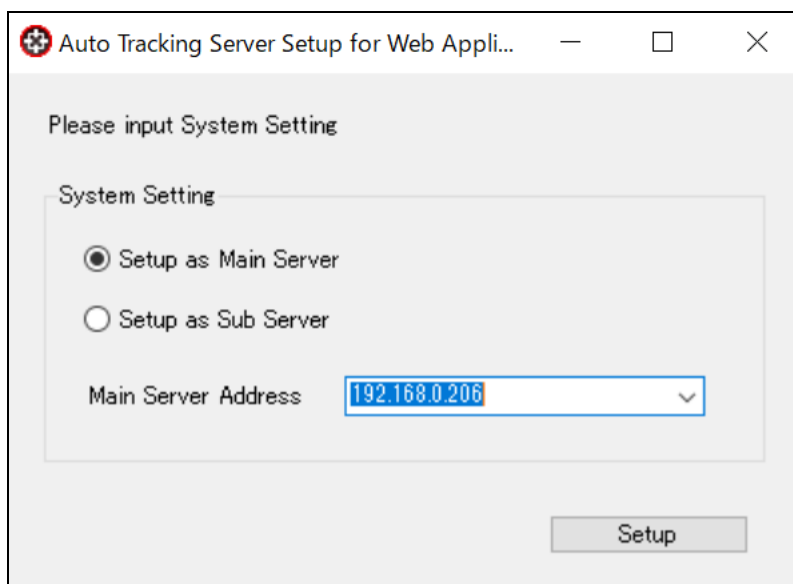 Auto Tracking Server Setup for Web Appli...
Please input System Setting
System Setting
Setup as Main Server
Setup as Sub Server
Main Server Address 192.168.0.206
Setup